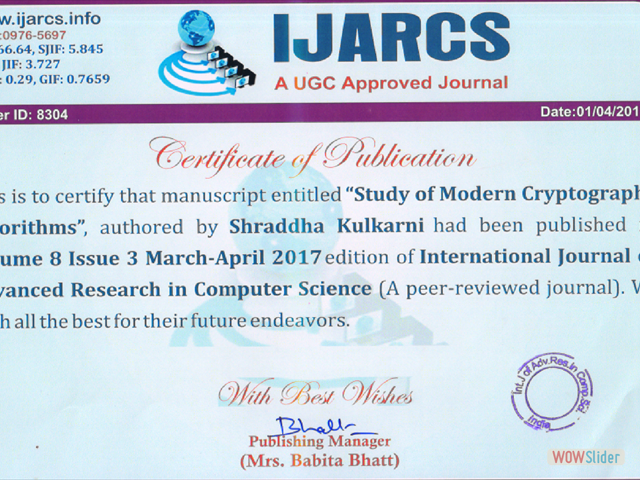 w.ijarcs.info
:0976-5697
66.64, SJIF: 5.845
JIF: 3.727
: 0.29, GIF: 0.7659
IJARCS
A UGC Approved Journal
er ID: 8304
Date:01/04/201
Certificate of Publication
s is to certify that manuscript entitled "Study of Modern Cryptograph
orithms", authored by Shraddha Kulkarni had been published
ume 8 Issue 3 March-April 2017 edition of International Journal
vanced Research in Computer Science (A peer-reviewed journal). W
h all the best for their future endeavors.
With Best Wishes
Bhatt
Publishing Manager
(Mrs. Babita Bhatt)
Int.J of Adv.Res.in Comp.Sci.
India
WOWSlider